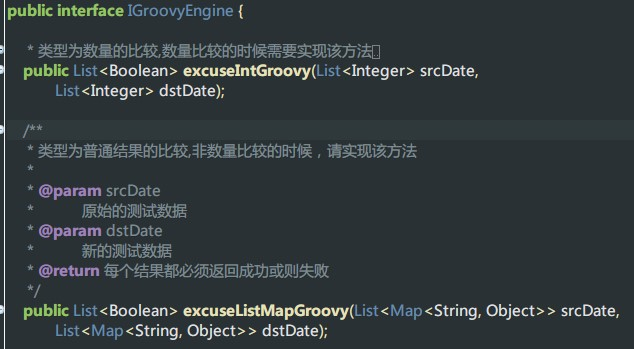 public interface IGroovyEngine {
* 类型为数量的比较,数量比较的时候需要实现该方法
public List<Boolean> excuseIntGroovy(List<Integer> srcDate,
List<Integer> dstDate);
/**
* 类型为普通结果的比较,非数量比较的时候，请实现该方法
*
* @param srcDate
* 原始的测试数据
* @param dstDate
* 新的测试数据
* @return 每个结果都必须返回成功或则失败
*/
public List<Boolean> excuseListMapGroovy(List<Map<String, Object>> srcDate,
List<Map<String, Object>> dstDate);